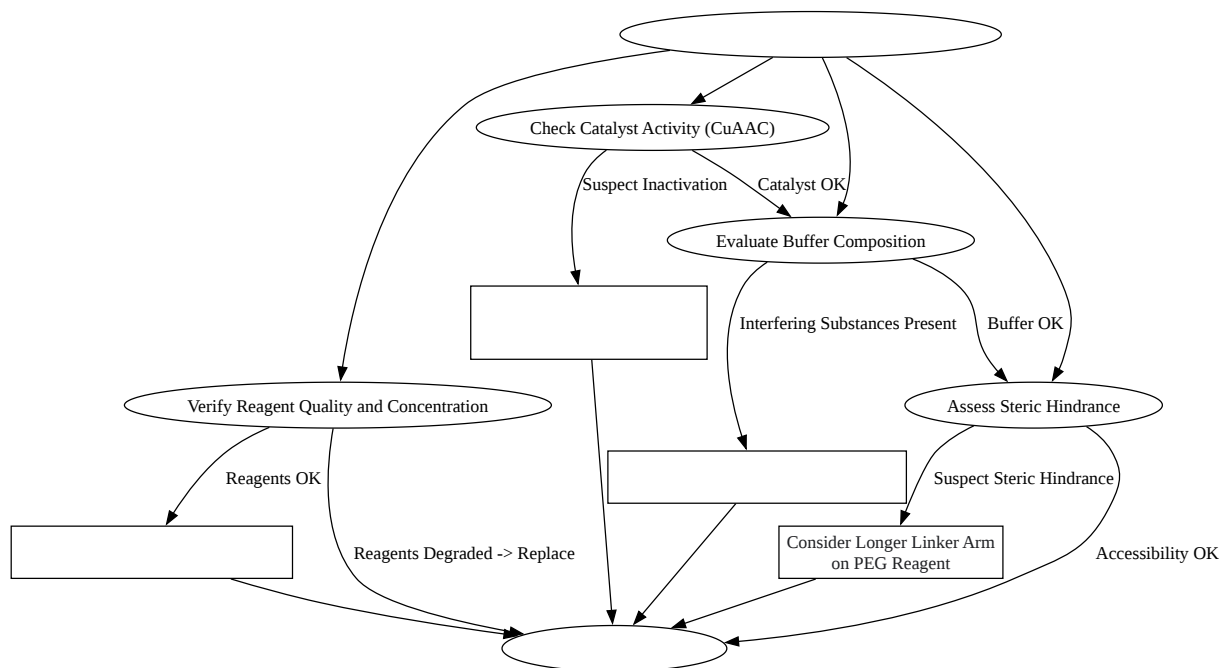 Check Catalyst Activity (CuAAC)
Suspect Inactivation
Catalyst OK
Evaluate Buffer Composition
Interfering Substances Present
Buffer OK
Verify Reagent Quality and Concentration
Assess Steric Hindrance
Reagents OK
Suspect Steric Hindrance
Consider Longer Linker Arm
on PEG Reagent
Reagents Degraded -> Replace
Accessibility OK